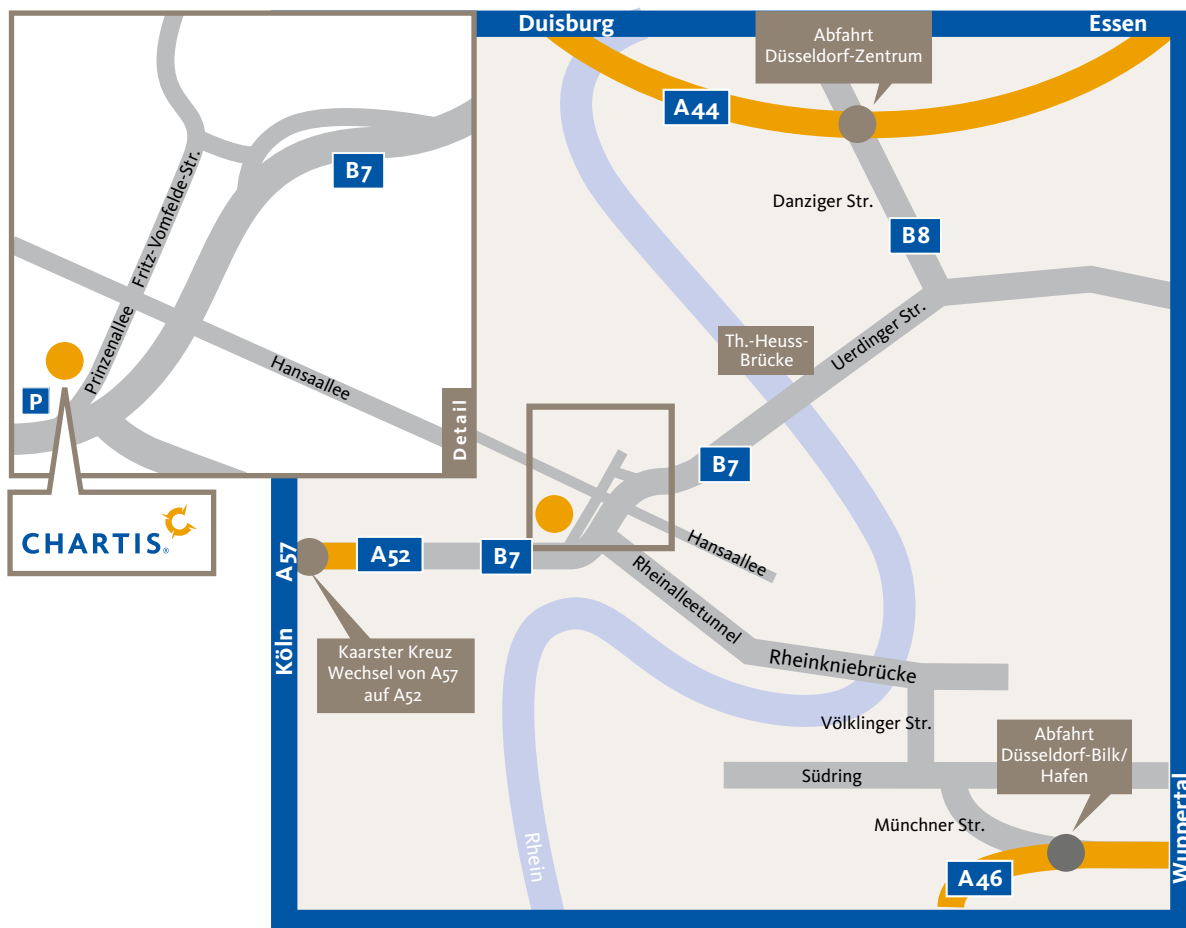 Duisburg
Essen
Abfahrt
Düsseldorf-Zentrum
A44
Fritz-Vomfelde-Str.
B7
Danziger Str.
B8
Prinzenallee
Hansaallee
P
Detail
Th.-Heuss-
Brücke
Uerdinger Str.
B7
CHARTIS®
A57
A52
B7
Hansaallee
Rheinalleetunnel
Köln
Kaarster Kreuz
Wechsel von A57
auf A52
Rheinkniebrücke
Völklinger Str.
Abfahrt
Düsseldorf-Bilk/
Hafen
Südring
Münchner Str.
Rhein
A46
Wuppertal